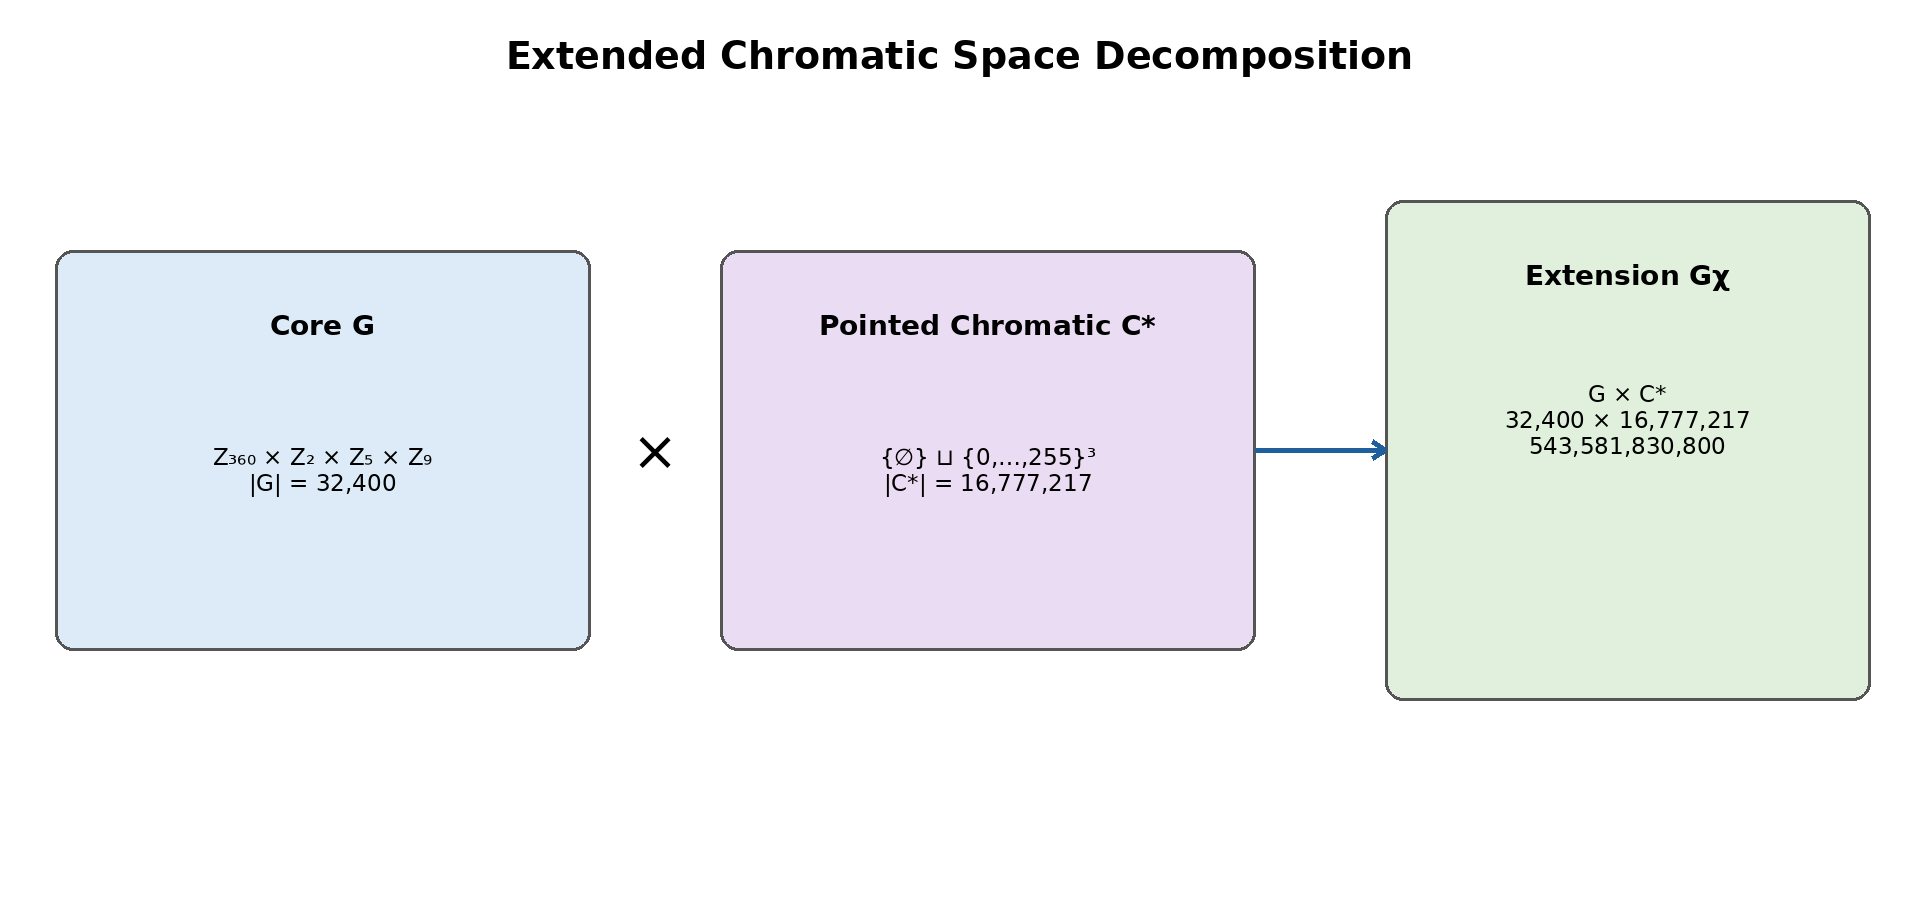 Extended Chromatic Space Decomposition
Core G
Z₃₆₀ × Z₂ × Z₅ × Z₉
|G| = 32,400
×
Pointed Chromatic C*
{∅} ⊔ {0,...,255}³
|C*| = 16,777,217
Extension Gχ
G × C*
32,400 × 16,777,217
543,581,830,800